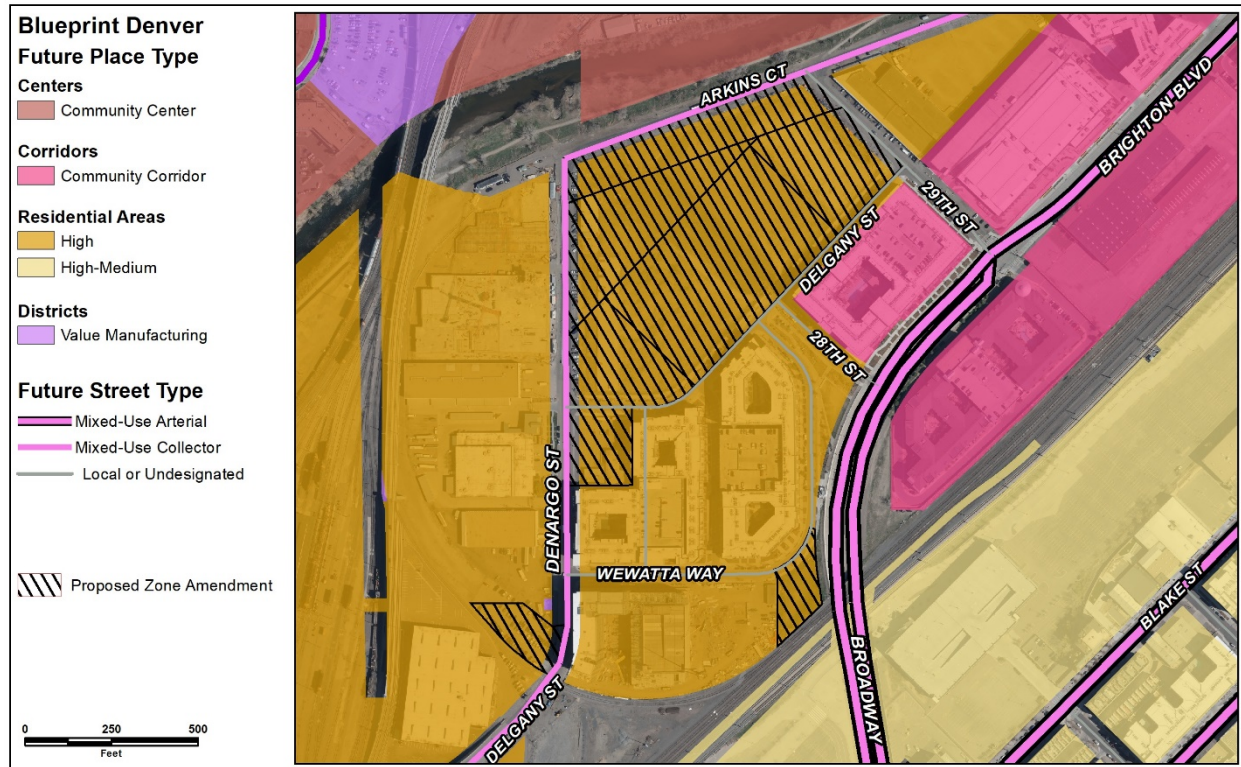 Blueprint Denver
Future Place Type
Centers
Community Center
Corridors
Community Corridor
Residential Areas
High
High-Medium
Districts
Value Manufacturing
Future Street Type
Mixed-Use Arterial
Mixed-Use Collector
Local or Undesignated
Proposed Zone Amendment
0 250 500
Feet
ARKINS CT
BRIGHTON BLVD
29TH ST
DELGANY ST
28TH ST
DENARGO ST
WEWATTA WAY
BLAKE ST
BROADWAY
DELGANY ST